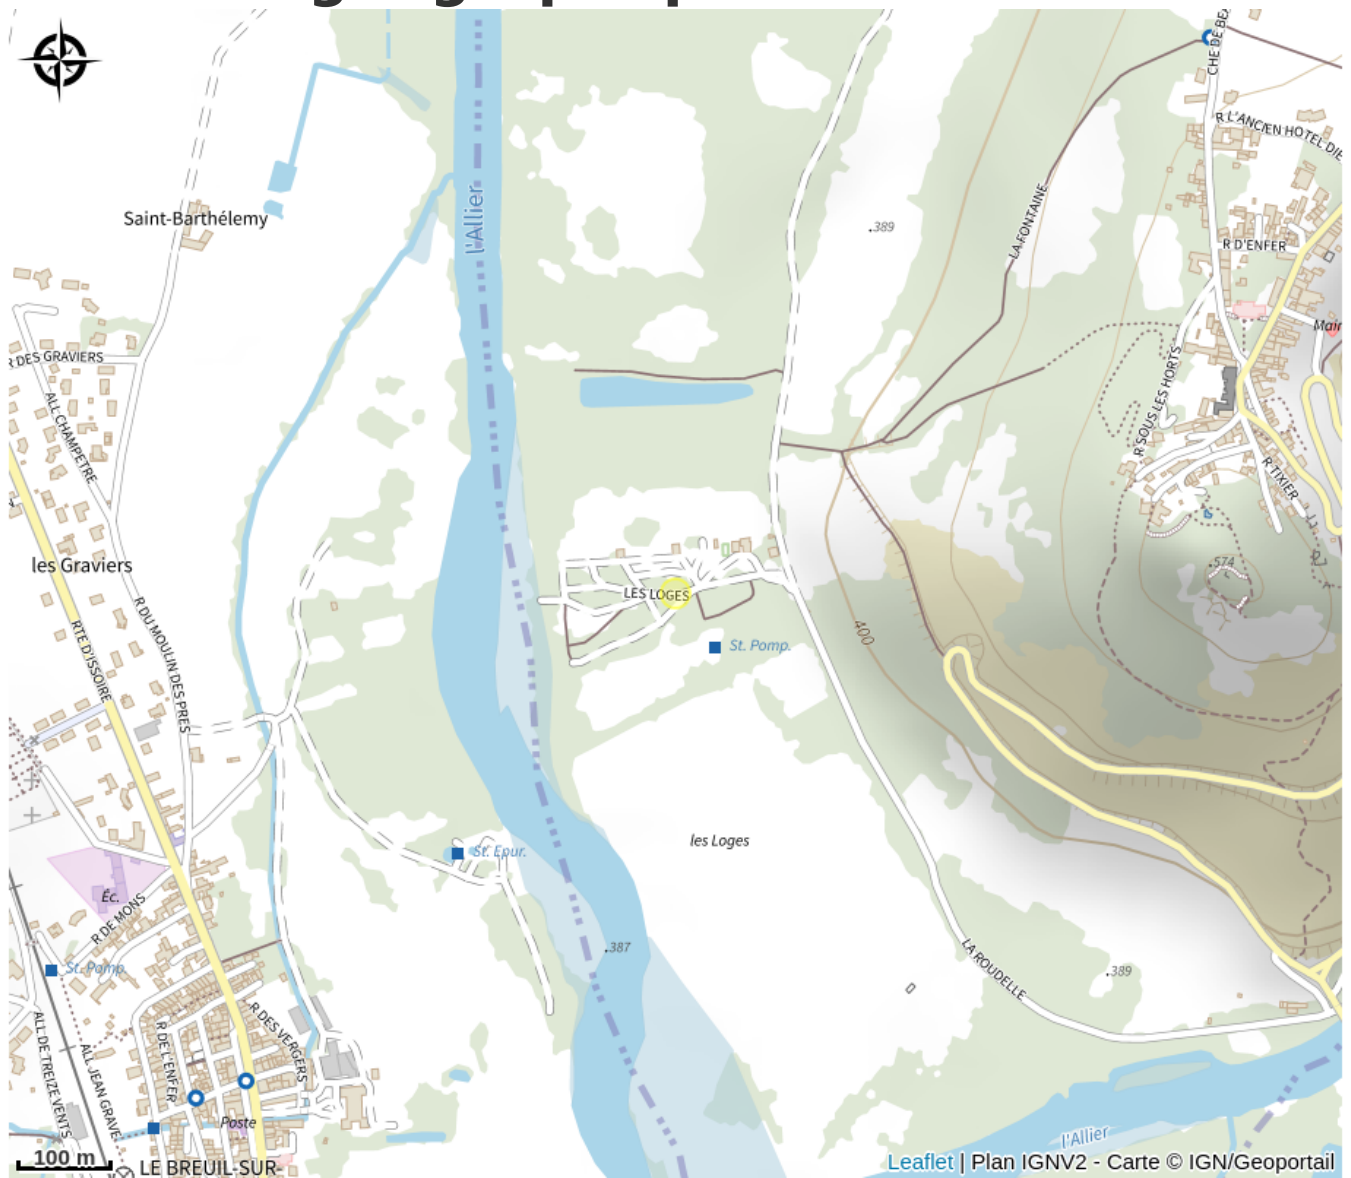 l'Allier
CHE DE BEA
R L'ANCIEN HOTEL DIE
Saint-Barthélemy
.389
LA FONTAINE
R D'ENFER
Mair
R DES GRAVIERS
ALL CHAMPETRE
R SOUS LES HORTS
R TIXIER
les Graviers
.574
LES LOGES
R DU MOULIN DES PRES
RTE D'ISSOIRE
St. Pomp.
400
les Loges
St. Epur.
Éc.
R DE MONS
.387
LA ROUDELLE
.389
St. Pomp.
R DES VERGERS
ALL DE TREIZE VENTS
ALL JEAN GRAVE
R DE L'ENFER
Poste
l'Allier
100 m
LE BREUIL-SUR-
Leaflet | Plan IGNV2 - Carte © IGN/Geoportail